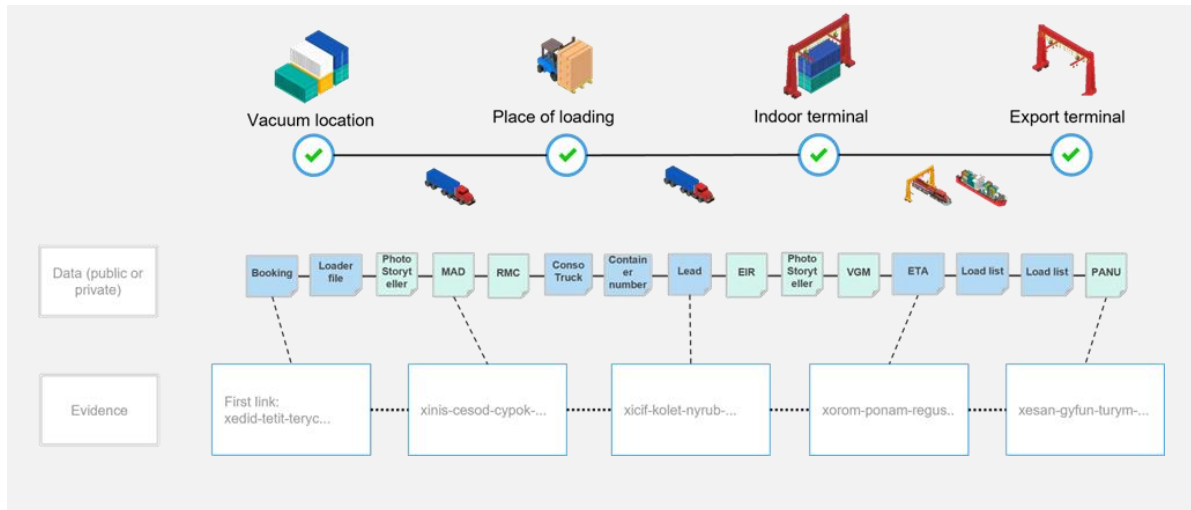 Vacuum location
Place of loading
Indoor terminal
Export terminal
Data (public or
private)
Booking
Loader
file
Photo
Storyt
eller
MAD
RMC
Conso
Truck
Contain
er
number
Lead
EIR
Photo
Storyt
eller
VGM
ETA
Load list
Load list
PANU
Evidence
First link:
xedid-tetit-teryc...
xinis-cesod-cypok-...
xicif-kolet-nyrub-...
xorom-ponam-regus..
xesan-gyfun-turym-...